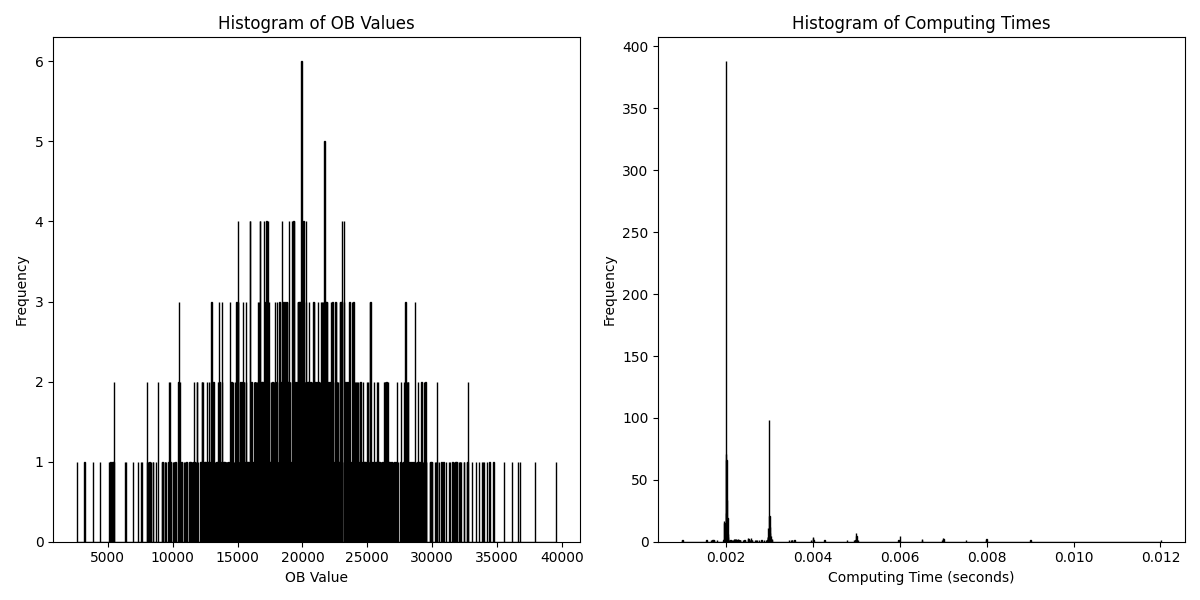 Histogram of OB Values
Frequency
6
5
4
3
2
1
0
5000 10000 15000 20000 25000 30000 35000 40000
OB Value
Histogram of Computing Times
Frequency
400
350
300
250
200
150
100
50
0
0.002 0.004 0.006 0.008 0.010 0.012
Computing Time (seconds)